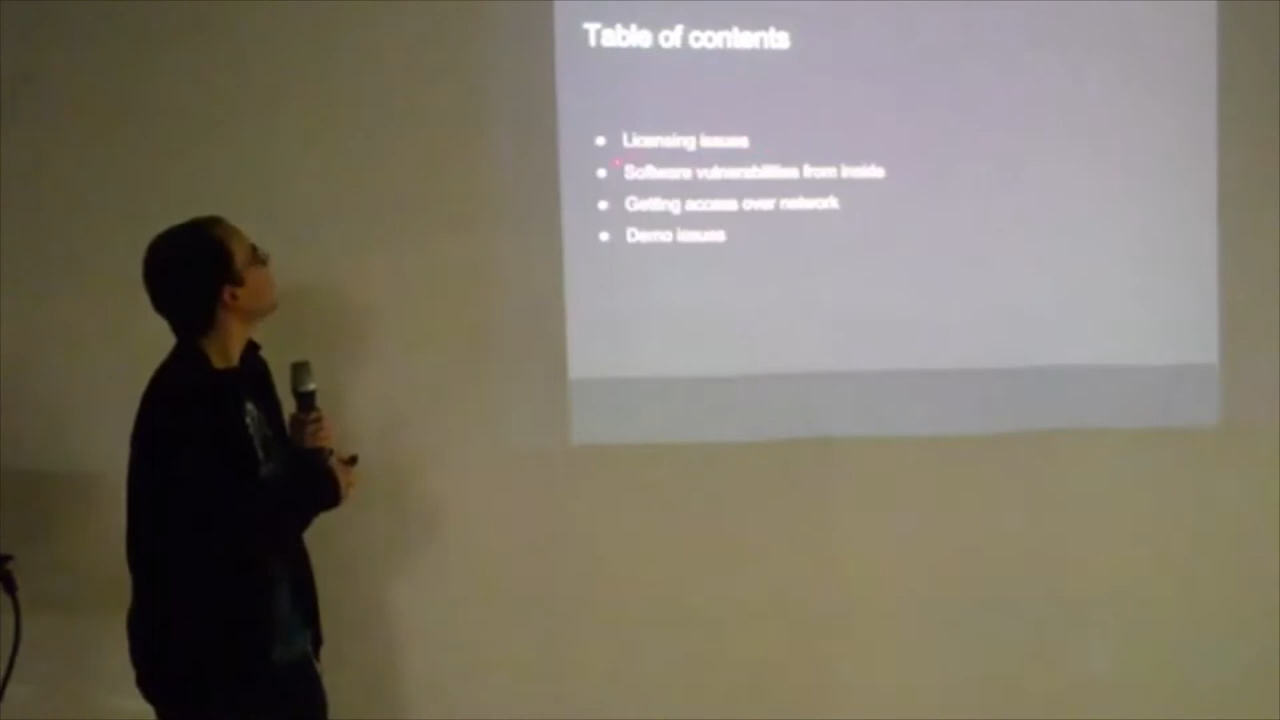 Table of contents
Licensing issues
Software vulnerabilities from inside
Getting access over network
Demo issues